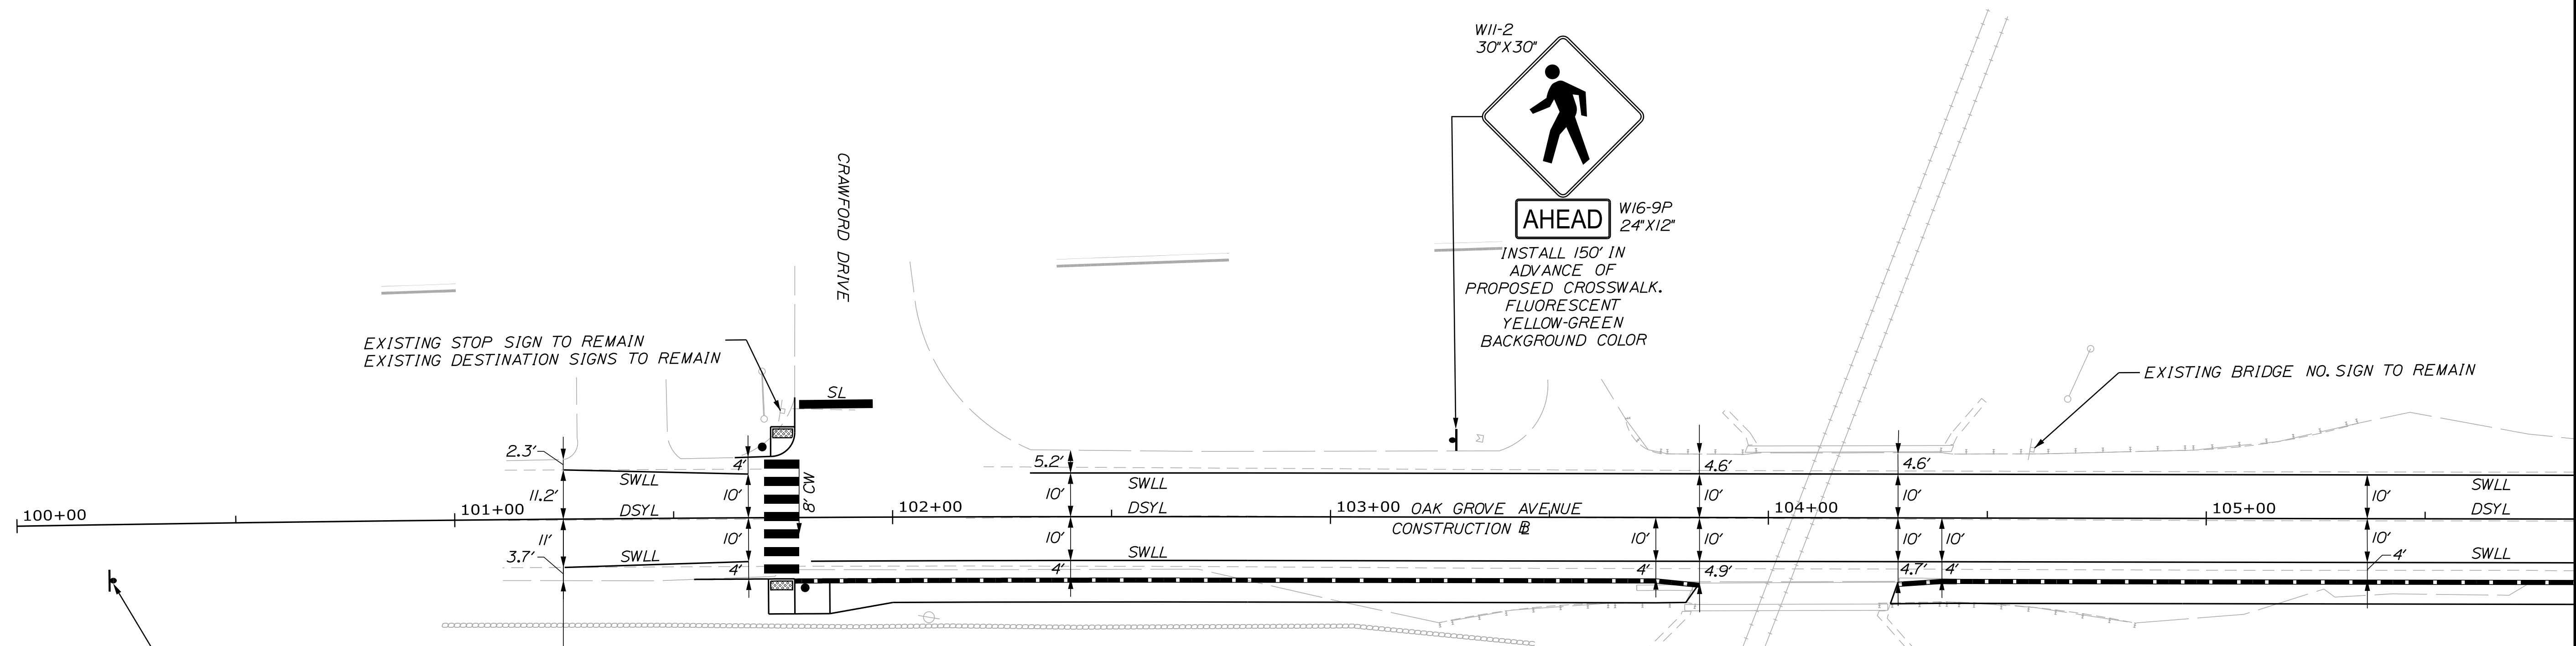 W11-2
30"X30"
AHEAD
W16-9P
24"X12"
INSTALL 150' IN
ADVANCE OF
PROPOSED CROSSWALK.
FLUORESCENT
YELLOW-GREEN
BACKGROUND COLOR
CRAWFORD DRIVE
EXISTING STOP SIGN TO REMAIN
EXISTING DESTINATION SIGNS TO REMAIN
SL
EXISTING BRIDGE NO. SIGN TO REMAIN
2.3'
4'
5.2'
4.6'
4.6'
SWLL
SWLL
SWLL
11.2'
10'
8' CW
10'
10'
10'
10'
100+00
101+00
DSYL
102+00
DSYL
103+00
OAK GROVE AVENUE
104+00
105+00
DSYL
CONSTRUCTION B
11'
10'
10'
10'
10'
10'
10'
10'
3.7'
SWLL
SWLL
4'
SWLL
4'
4'
4'
4.9'
4.7'
4'